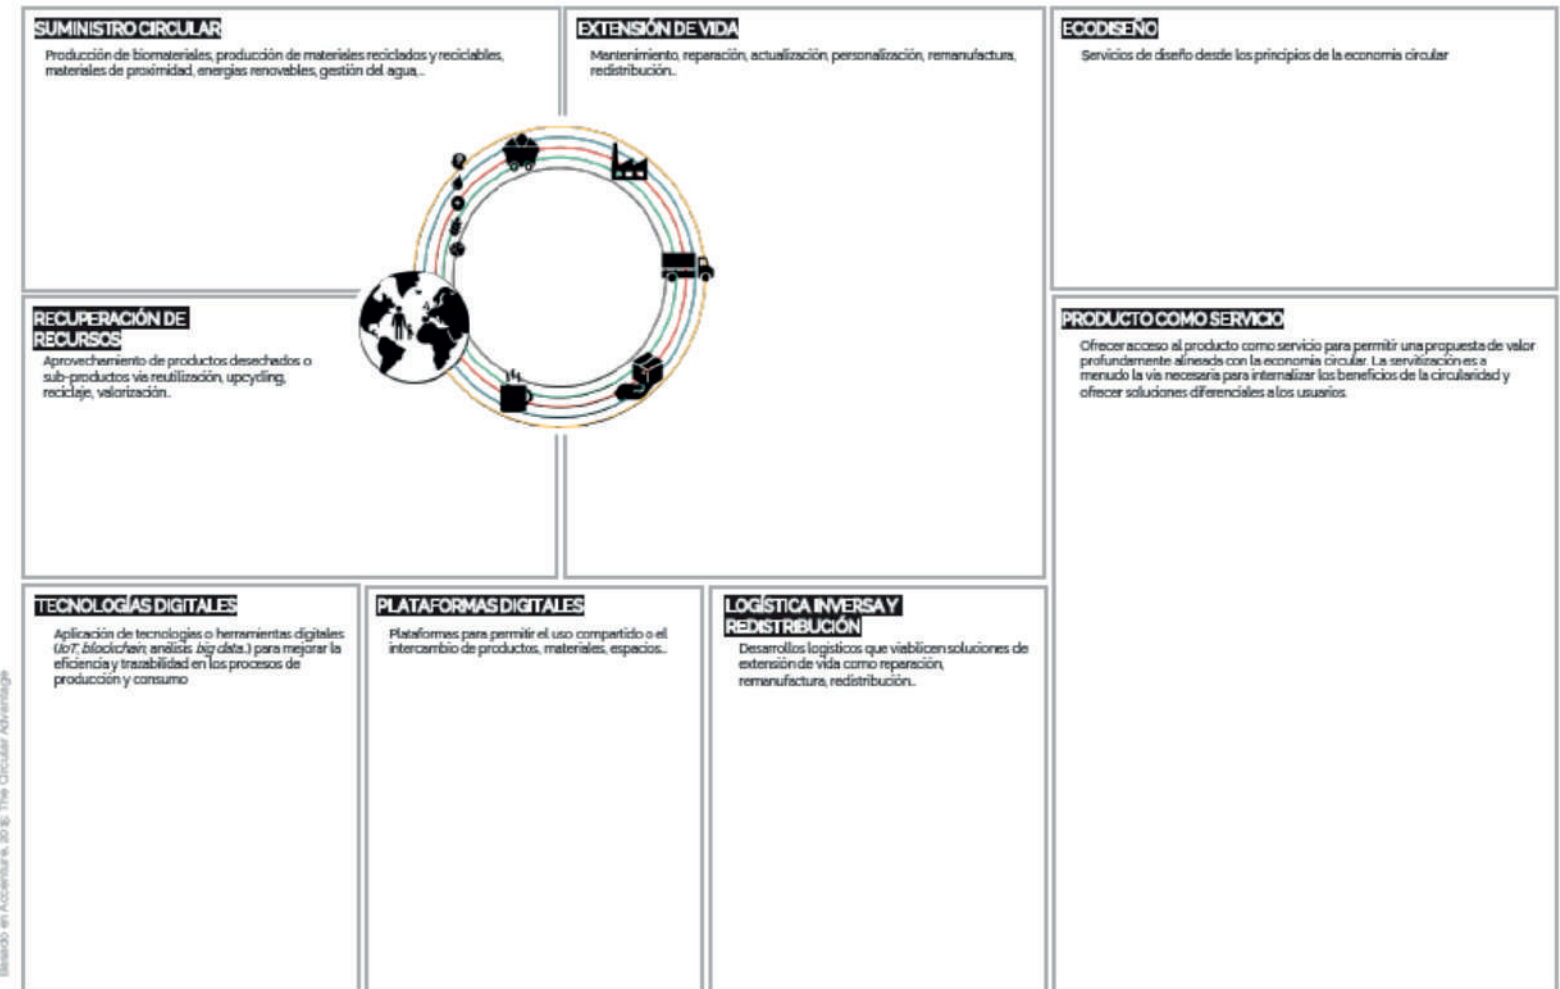 SUMINISTRO CIRCULAR
Producción de biomateriales, producción de materiales reciclados y reciclables,
materiales de proximidad, energías renovables, gestión del agua,...
EXTENSIÓN DE VIDA
Mantenimiento, reparación, actualización, personalización, remanufactura,
redistribución...
ECODISEÑO
Servicios de diseño desde los principios de la economía circular
RECUPERACIÓN DE
RECURSOS
Aprovechamiento de productos desechados o
sub-productos vía reutilización, upcycling,
reciclaje, valorización...
PRODUCTO COMO SERVICIO
Ofrecer acceso al producto como servicio para permitir una propuesta de valor
profundamente alineada con la economía circular. La servitización es a
menudo la vía necesaria para internalizar los beneficios de la circularidad y
ofrecer soluciones diferenciales a los usuarios.
TECNOLOGÍAS DIGITALES
Aplicación de tecnologías o herramientas digitales
(IoT, blockchain, análisis big data...) para mejorar la
eficiencia y trazabilidad en los procesos de
producción y consumo
PLATAFORMAS DIGITALES
Plataformas para permitir el uso compartido o el
intercambio de productos, materiales, espacios...
LOGÍSTICA INVERSA Y
REDISTRIBUCIÓN
Desarrollos logísticos que viablicen soluciones de
extensión de vida como reparación,
remanufactura, redistribución...
Basado en Accenture, 2015: The Circular Advantage